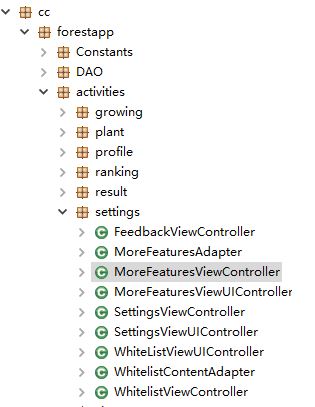 cc
forestapp
Constants
DAO
activities
growing
plant
profile
ranking
result
settings
FeedbackViewController
MoreFeaturesAdapter
MoreFeaturesViewController
MoreFeaturesViewUIController
SettingsViewController
SettingsViewUIController
WhiteListViewUIController
WhitelistContentAdapter
WhitelistViewController